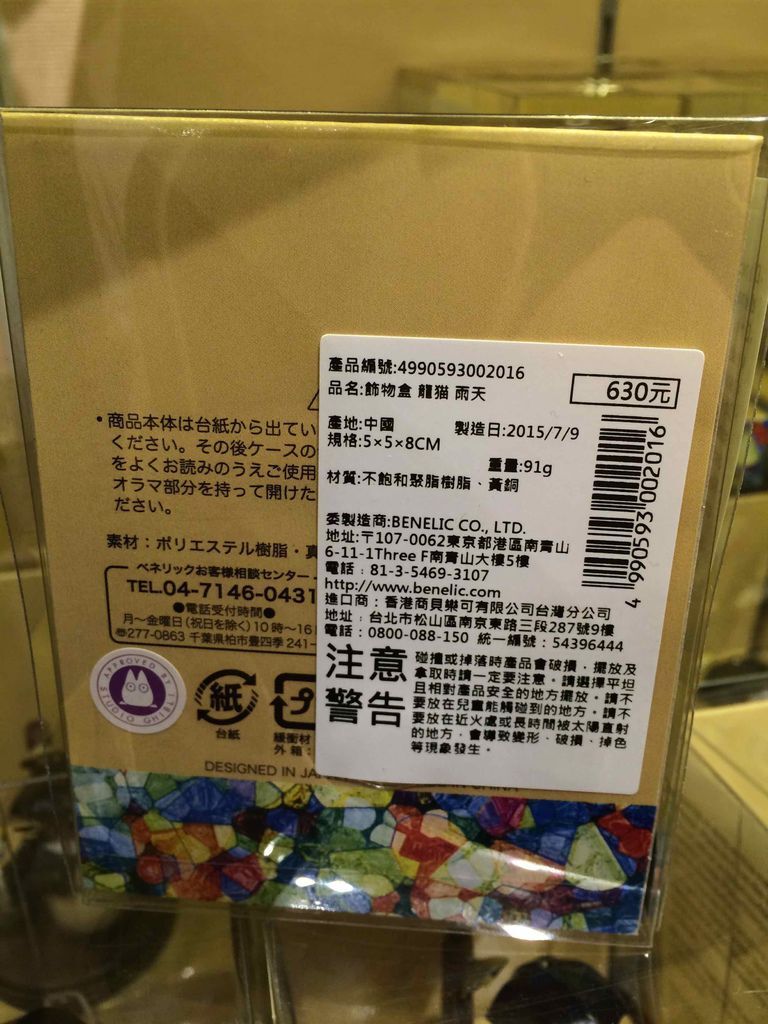 ・商品本体は台紙から出てい
ください。その後ケースの
をよくお読みのうえご使用
オラマ部分を持って開けた
ださい。
素材：ポリエステル樹脂・真
ベネリックお客様相談センター
TEL.04-7146-0431
●電話受付時間●
月〜金曜日(祝日を除く)10時〜16
〠277-0863 千葉県柏市豊四季241-
APPROVED BY
STUDIO GHIBLI
紙
台紙
プ
緩衝材
外箱：
DESIGNED IN JA
CHINA
產品編號:4990593002016
品名:飾物盒 龍猫 雨天
630元
產地:中國 製造日:2015/7/9
規格:5×5×8CM
重量:91g
材質:不飽和聚脂樹脂、黃銅
委製造商:BENELIC CO., LTD.
地址:〒107-0062東京都港區南青山
6-11-1Three F南青山大樓5樓
電話：81-3-5469-3107
http://www.benelic.com
進口商：香港商貝樂可有限公司台灣分公司
地址：台北市松山區南京東路三段287號9樓
電話：0800-088-150 統一編號：54396444
注意
警告
碰撞或掉落時產品會破損，擺放及
拿取時請一定要注意。請選擇平坦
且相對產品安全的地方擺放。請不
要放在兒童能觸碰到的地方。請不
要放在近火處或長時間被太陽直射
的地方，會導致變形、破損、掉色
等現象發生。
4 990593 002016